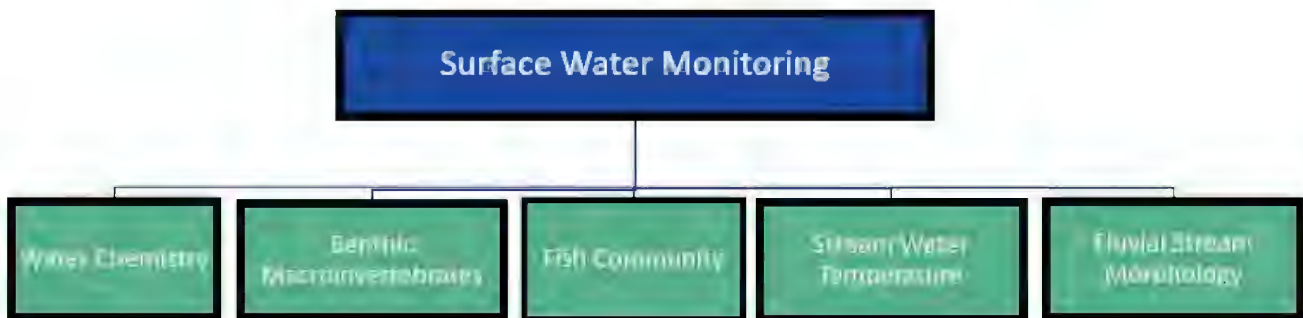 Surface Water Monitoring
Water Chemistry
Benthic
Macroinvertebrates
Fish Community
Stream Water
Temperature
Fluvial Stream
Morphology